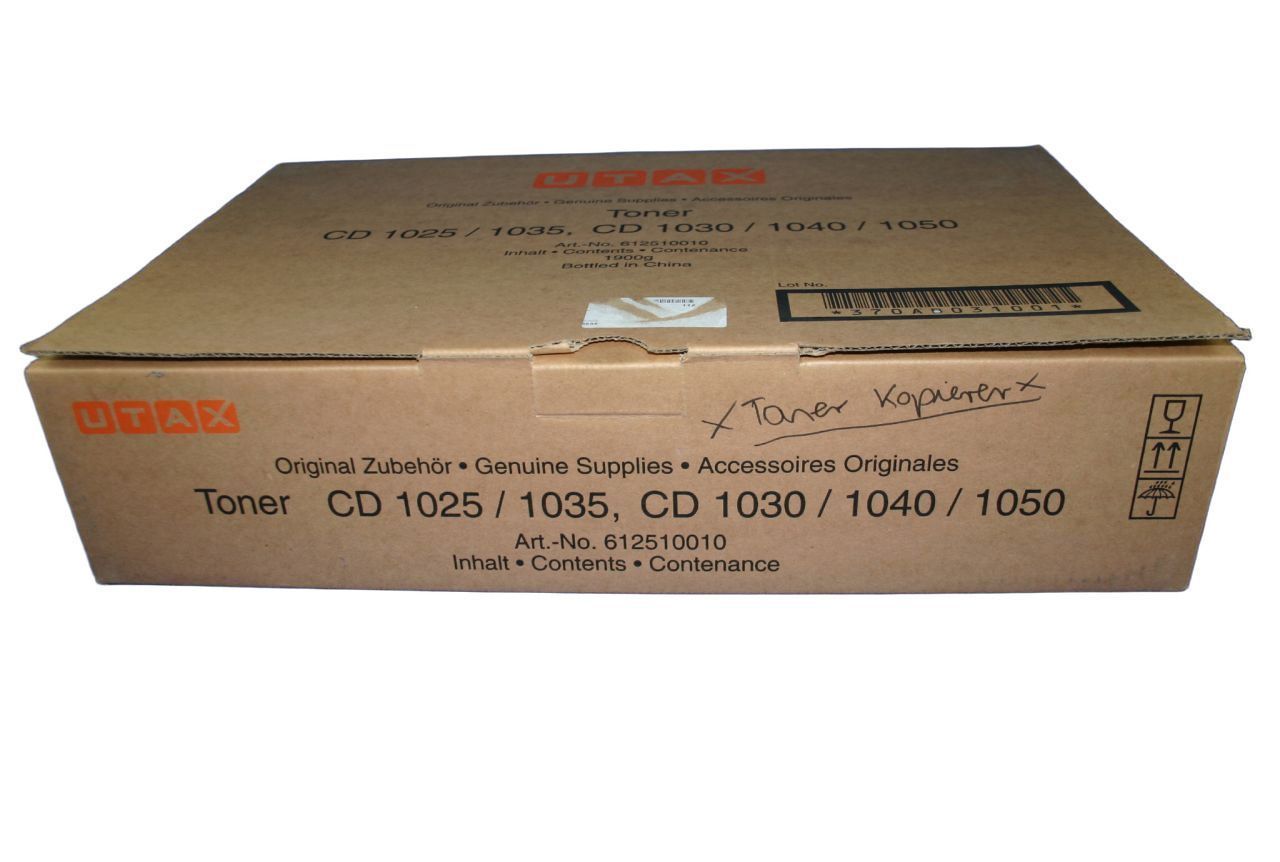 UTAX
Original Zubehör • Genuine Supplies • Accessoires Originales
Toner
CD 1025 / 1035, CD 1030 / 1040 / 1050
Art.-No. 612510010
Inhalt • Contents • Contenance
1900g
Bottled in China
Lot No.
*370A8031001*
UTAX
x Toner Kopierer x
Original Zubehör • Genuine Supplies • Accessoires Originales
Toner CD 1025 / 1035, CD 1030 / 1040 / 1050
Art.-No. 612510010
Inhalt • Contents • Contenance